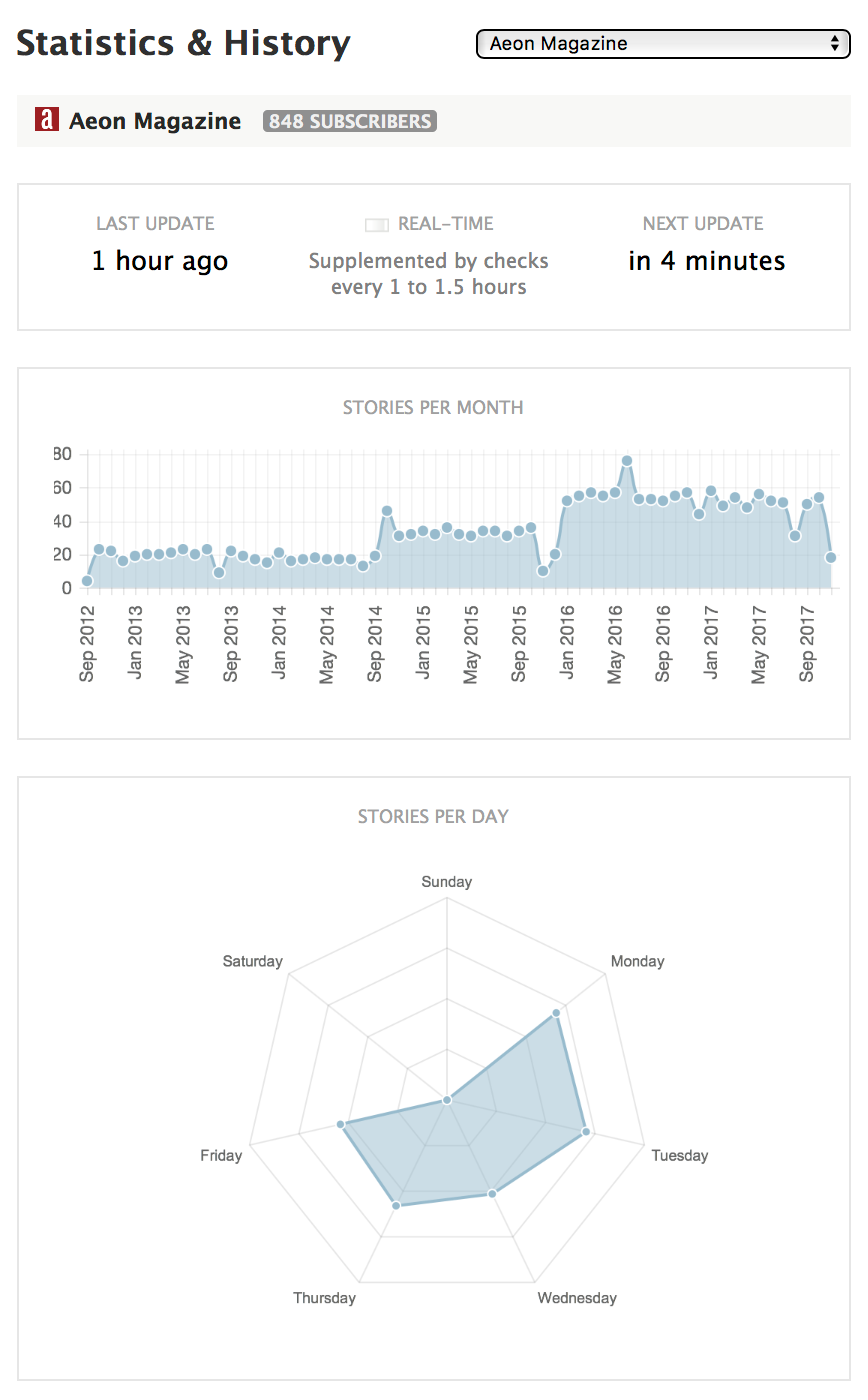 Statistics & History
Aeon Magazine
a Aeon Magazine 848 SUBSCRIBERS
LAST UPDATE
1 hour ago
REAL-TIME
Supplemented by checks
every 1 to 1.5 hours
NEXT UPDATE
in 4 minutes
STORIES PER MONTH
80
60
40
20
0
Sep 2012
Jan 2013
May 2013
Sep 2013
Jan 2014
May 2014
Sep 2014
Jan 2015
May 2015
Sep 2015
Jan 2016
May 2016
Sep 2016
Jan 2017
May 2017
Sep 2017
STORIES PER DAY
Sunday
Monday
Tuesday
Wednesday
Thursday
Friday
Saturday